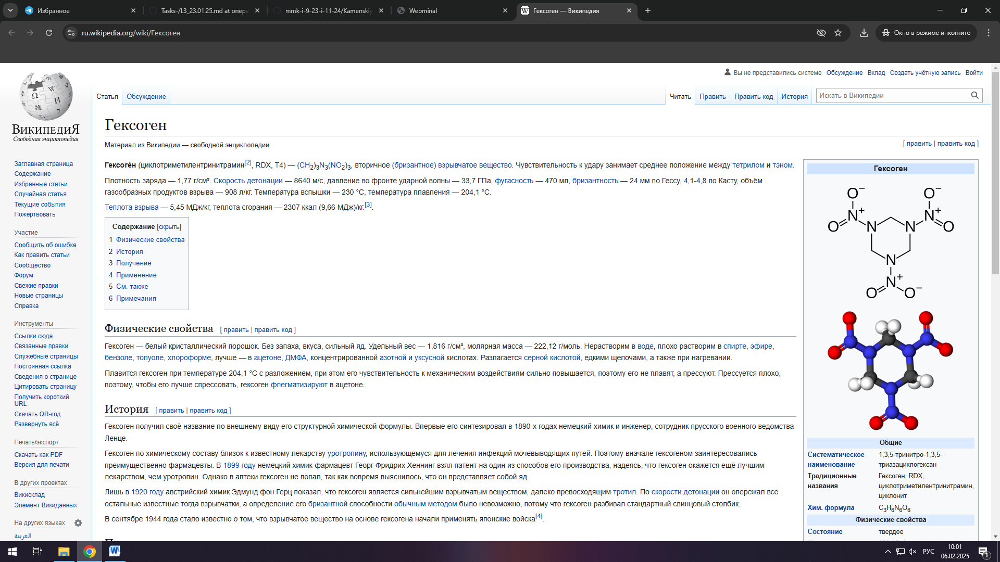 Избранное
Tasks-/L3_23.01.25.md at опера
mmk-i-9-23-i-11-24/Kamenskiy
Webminal
Гексоген — Википедия
ru.wikipedia.org/wiki/Гексоген
Окно в режиме инкогнито
Вы не представились системе Обсуждение Вклад Создать учётную запись Войти
Статья Обсуждение
Читать Править Править код История Искать в Википедии
ВИКИПЕДИЯ
Свободная энциклопедия
Заглавная страница
Содержание
Избранные статьи
Случайная статья
Текущие события
Пожертвовать
Участие
Сообщить об ошибке
Как править статьи
Сообщество
Форум
Свежие правки
Новые страницы
Справка
Инструменты
Ссылки сюда
Связанные правки
Служебные страницы
Постоянная ссылка
Сведения о странице
Цитировать страницу
Получить короткий
URL
Скачать QR-код
Развернуть всё
Печать/экспорт
Скачать как PDF
Версия для печати
В других проектах
Викисклад
Элемент Викиданных
На других языках
العربية
Гексоген
Материал из Википедии — свободной энциклопедии
[ править | править код ]
Гексоге́н (циклотриметилентринитрамин[2], RDX, T4) — (CH2)3N3(NO2)3, вторичное (бризантное) взрывчатое вещество. Чувствительность к удару занимает среднее положение между тетрилом и тэном.
Плотность заряда — 1,77 г/см³. Скорость детонации — 8640 м/с, давление во фронте ударной волны — 33,7 ГПа, фугасность — 470 мл, бризантность — 24 мм по Гессу, 4,1-4,8 по Касту, объём
газообразных продуктов взрыва — 908 л/кг. Температура вспышки — 230 °C, температура плавления — 204,1 °C.
Теплота взрыва — 5,45 МДж/кг, теплота сгорания — 2307 ккал (9,66 МДж)/кг.[3].
Содержание [скрыть]
1 Физические свойства
2 История
3 Получение
4 Применение
5 См. также
6 Примечания
Физические свойства [ править | править код ]
Гексоген — белый кристаллический порошок. Без запаха, вкуса, сильный яд. Удельный вес — 1,816 г/см³, молярная масса — 222,12 г/моль. Нерастворим в воде, плохо растворим в спирте, эфире,
бензоле, толуоле, хлороформе, лучше — в ацетоне, ДМФА, концентрированной азотной и уксусной кислотах. Разлагается серной кислотой, едкими щелочами, а также при нагревании.
Плавится гексоген при температуре 204,1 °C с разложением, при этом его чувствительность к механическим воздействиям сильно повышается, поэтому его не плавят, а прессуют. Прессуется плохо,
поэтому, чтобы его лучше спрессовать, гексоген флегматизируют в ацетоне.
История [ править | править код ]
Гексоген получил своё название по внешнему виду его структурной химической формулы. Впервые его синтезировал в 1890-х годах немецкий химик и инженер, сотрудник прусского военного ведомства
Ленце.
Гексоген по химическому составу близок к известному лекарству уротропину, использующемуся для лечения инфекций мочевыводящих путей. Поэтому вначале гексогеном заинтересовались
преимущественно фармацевты. В 1899 году немецкий химик-фармацевт Георг Фридрих Хеннинг взял патент на один из способов его производства, надеясь, что гексоген окажется ещё лучшим
лекарством, чем уротропин. Однако в аптеки гексоген не попал, так как вовремя выяснилось, что он представляет собой яд.
Лишь в 1920 году австрийский химик Эдмунд фон Герц показал, что гексоген является сильнейшим взрывчатым веществом, далеко превосходящим тротил. По скорости детонации он опережал все
остальные известные тогда взрывчатки, а определение его бризантной способности обычным методом было невозможно, потому что гексоген разбивал стандартный свинцовый столбик.
В сентябре 1944 года стало известно о том, что взрывчатое вещество на основе гексогена начали применять японские войска[4].
Гексоген
O− O−
N+ N+
O N N O
N
N+
O O−
Общие
Систематическое наименование 1,3,5-тринитро-1,3,5-триазациклогексан
Традиционные названия Гексоген, RDX, циклотриметилентринитрамин, циклонит
Хим. формула C3H6N6O6
Физические свойства
Состояние твердое
РУС
10:01
06.02.2025
1